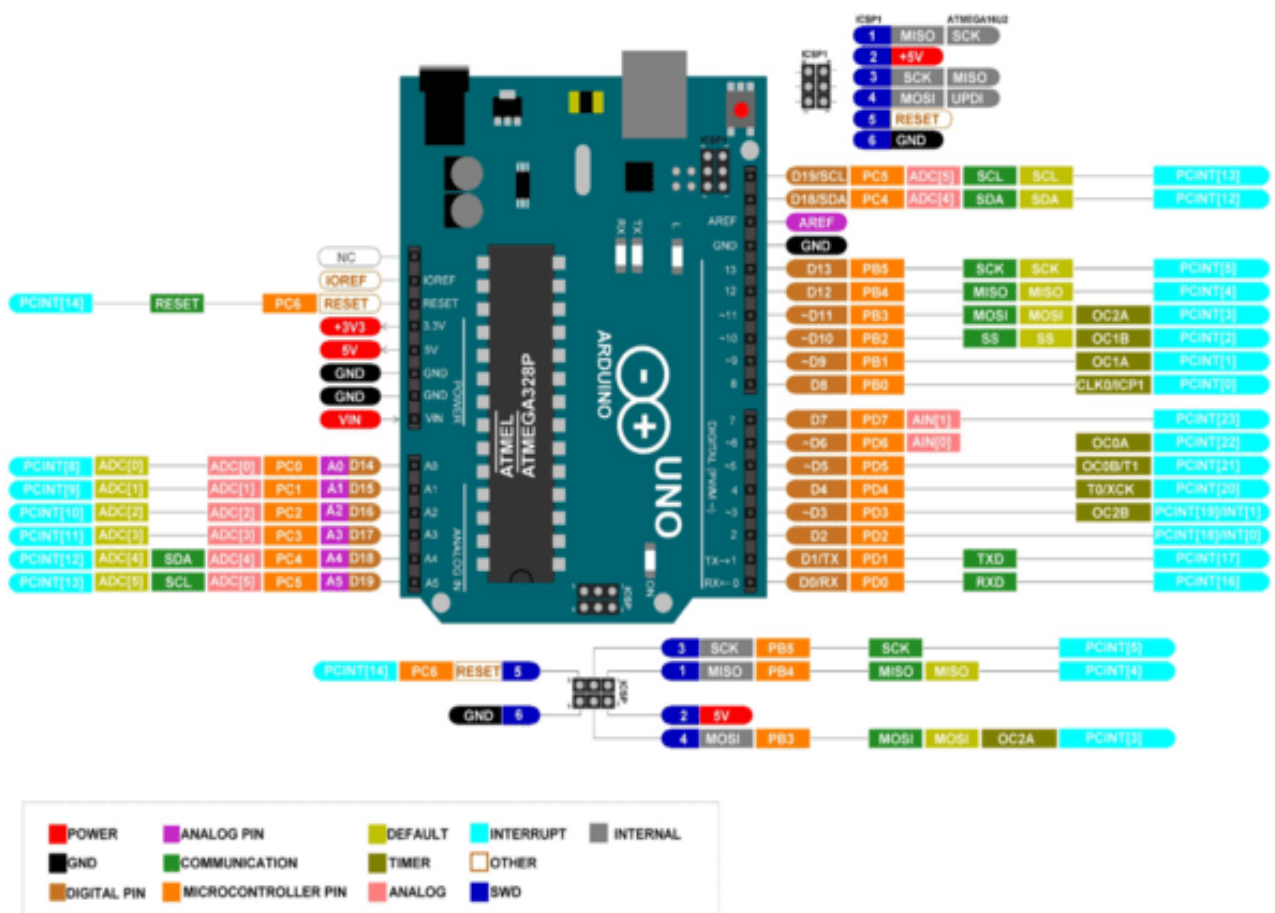 ICSP1 ATMEGA16U2
1 MISO SCK
2 +5V
3 SCK MISO
4 MOSI UPDI
5 RESET
6 GND
ICSP1
ICSP1
D19/SCL PC5 ADC[5] SCL SCL PCINT[13]
D18/SDA PC4 ADC[4] SDA SDA PCINT[12]
AREF AREF
GND GND
13 D13 PB5 SCK SCK PCINT[5]
12 D12 PB4 MISO MISO PCINT[4]
~11 ~D11 PB3 MOSI MOSI OC2A PCINT[3]
~10 ~D10 PB2 SS SS OC1B PCINT[2]
~9 ~D9 PB1 OC1A PCINT[1]
8 D8 PB0 CLK0/ICP1 PCINT[0]
7 D7 PD7 AIN[1] PCINT[23]
~6 ~D6 PD6 AIN[0] OC0A PCINT[22]
~5 ~D5 PD5 OC0B/T1 PCINT[21]
4 D4 PD4 T0/XCK PCINT[20]
~3 ~D3 PD3 OC2B PCINT[19]/INT[1]
2 D2 PD2 PCINT[18]/INT[0]
TX→1 D1/TX PD1 TXD PCINT[17]
RX←0 D0/RX PD0 RXD PCINT[16]
NC
IOREF IOREF
PCINT[14] RESET PC6 RESET RESET
+3V3 3.3V
5V 5V
GND GND
GND GND
VIN VIN
PCINT[8] ADC[0] ADC[0] PC0 A0 D14 A0
PCINT[9] ADC[1] ADC[1] PC1 A1 D15 A1
PCINT[10] ADC[2] ADC[2] PC2 A2 D16 A2
PCINT[11] ADC[3] ADC[3] PC3 A3 D17 A3
PCINT[12] ADC[4] SDA ADC[4] PC4 A4 D18 A4
PCINT[13] ADC[5] SCL ADC[5] PC5 A5 D19 A5
POWER
ANALOG IN
RX
TX
L
ATMEL
ATMEGA328P
ARDUINO
UNO
DIGITAL (PWM ~)
ON
ICSP
3 SCK PB5 SCK PCINT[5]
PCINT[14] PC6 RESET 5
1 MISO PB4 MISO MISO PCINT[4]
ICSP
GND 6
2 5V
4 MOSI PB3 MOSI MOSI OC2A PCINT[3]
POWER ANALOG PIN DEFAULT INTERRUPT INTERNAL
GND COMMUNICATION TIMER OTHER
DIGITAL PIN MICROCONTROLLER PIN ANALOG SWD